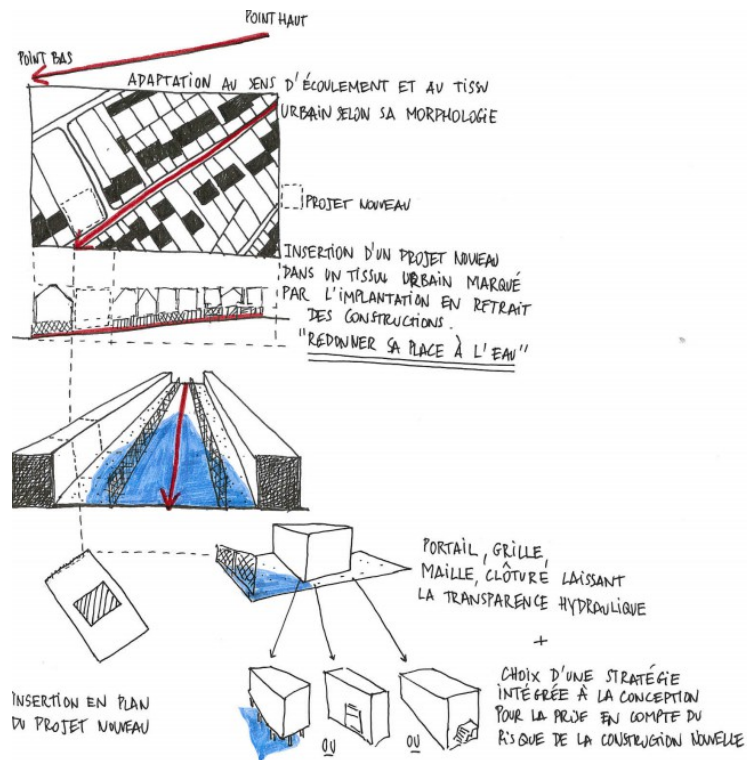 POINT HAUT
POINT BAS
ADAPTATION AU SENS D'ÉCOULEMENT ET AU TISSU
URBAIN SELON SA MORPHOLOGIE
PROJET NOUVEAU
INSERTION D'UN PROJET NOUVEAU
DANS UN TISSU URBAIN MARQUÉ
PAR L'IMPLANTATION EN RETRAIT
DES CONSTRUCTIONS.
"REDONNER SA PLACE À L'EAU"
PORTAIL, GRILLE,
MAILLE, CLÔTURE LAISSANT
LA TRANSPARENCE HYDRAULIQUE
+
CHOIX D'UNE STRATÉGIE
INTÉGRÉE À LA CONCEPTION
POUR LA PRISE EN COMPTE DU
RISQUE DE LA CONSTRUCTION NOUVELLE
INSERTION EN PLAN
DU PROJET NOUVEAU
OU
OU